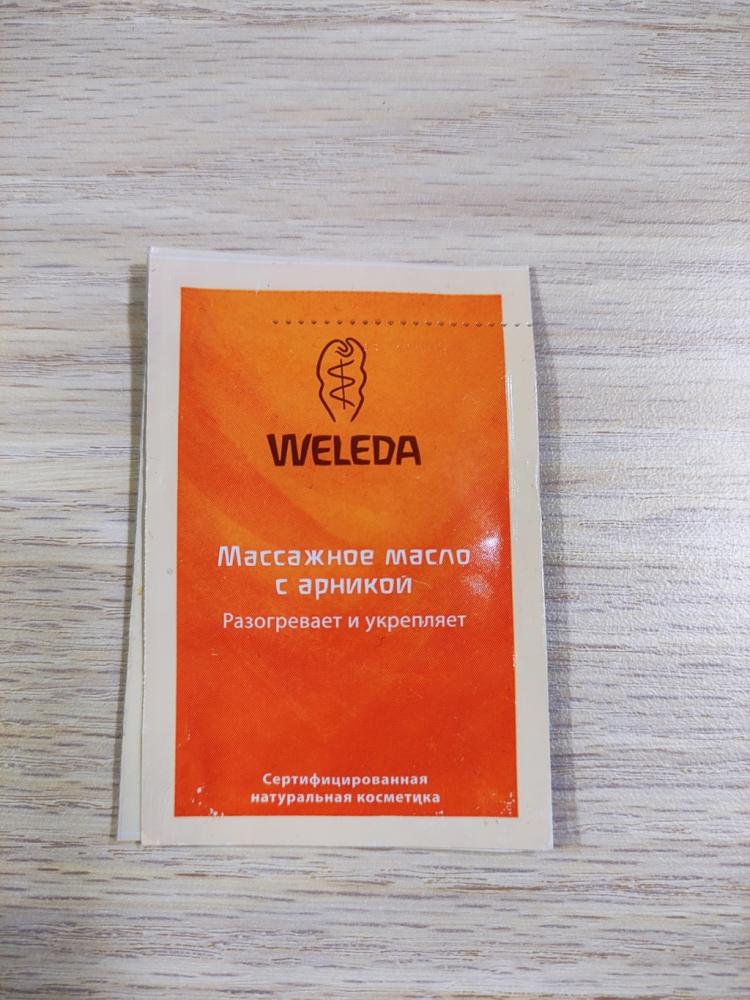 WELEDA
Массажное масло
с арникой
Разогревает и укрепляет
Сертифицированная
натуральная косметика